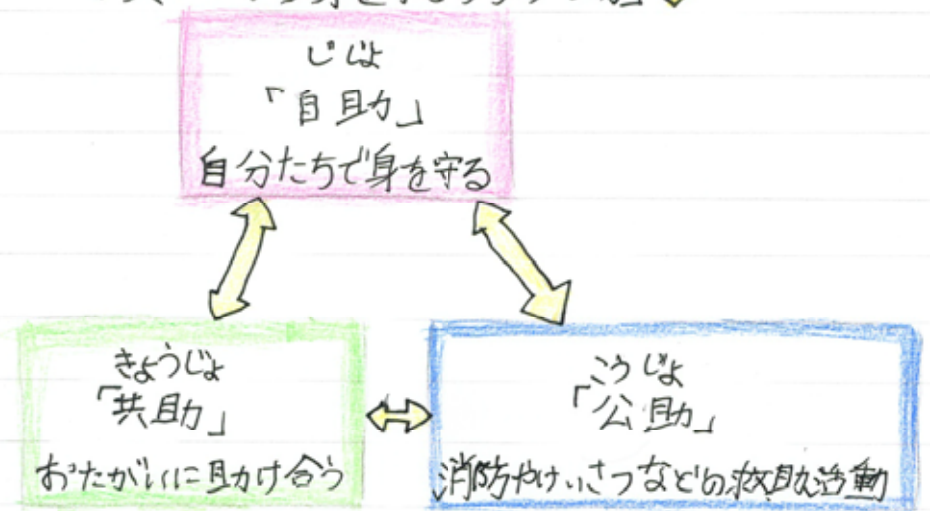 じじょ
「自助」
自分たちで身を守る
きょうじょ
「共助」
おたがいに助け合う
こうじょ
「公助」
消防やけいさつなどの救助活動